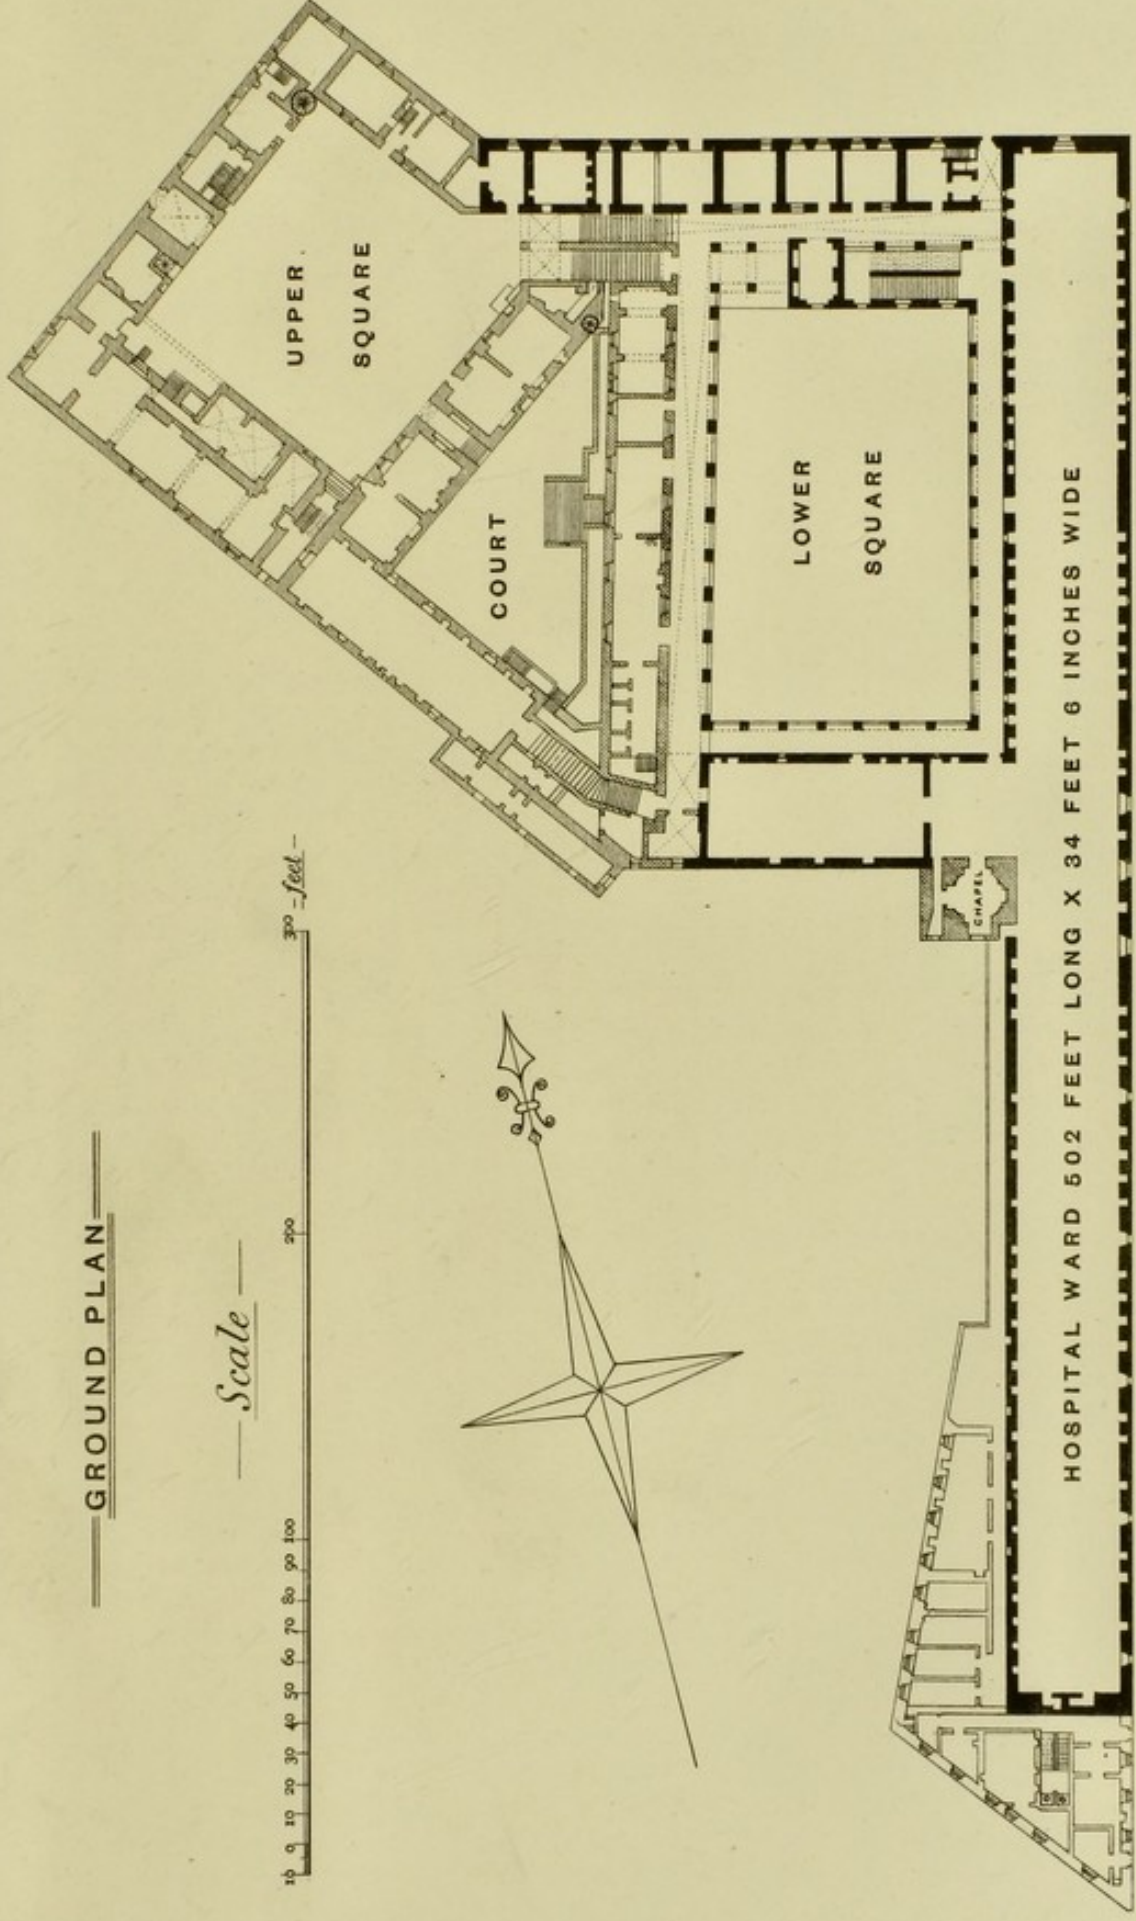 GROUND PLAN
Scale
10 0 10 20 30 40 50 60 70 80 90 100 200 300 = feet
UPPER
SQUARE
COURT
LOWER
SQUARE
CHAPEL
HOSPITAL WARD 502 FEET LONG X 34 FEET 6 INCHES WIDE